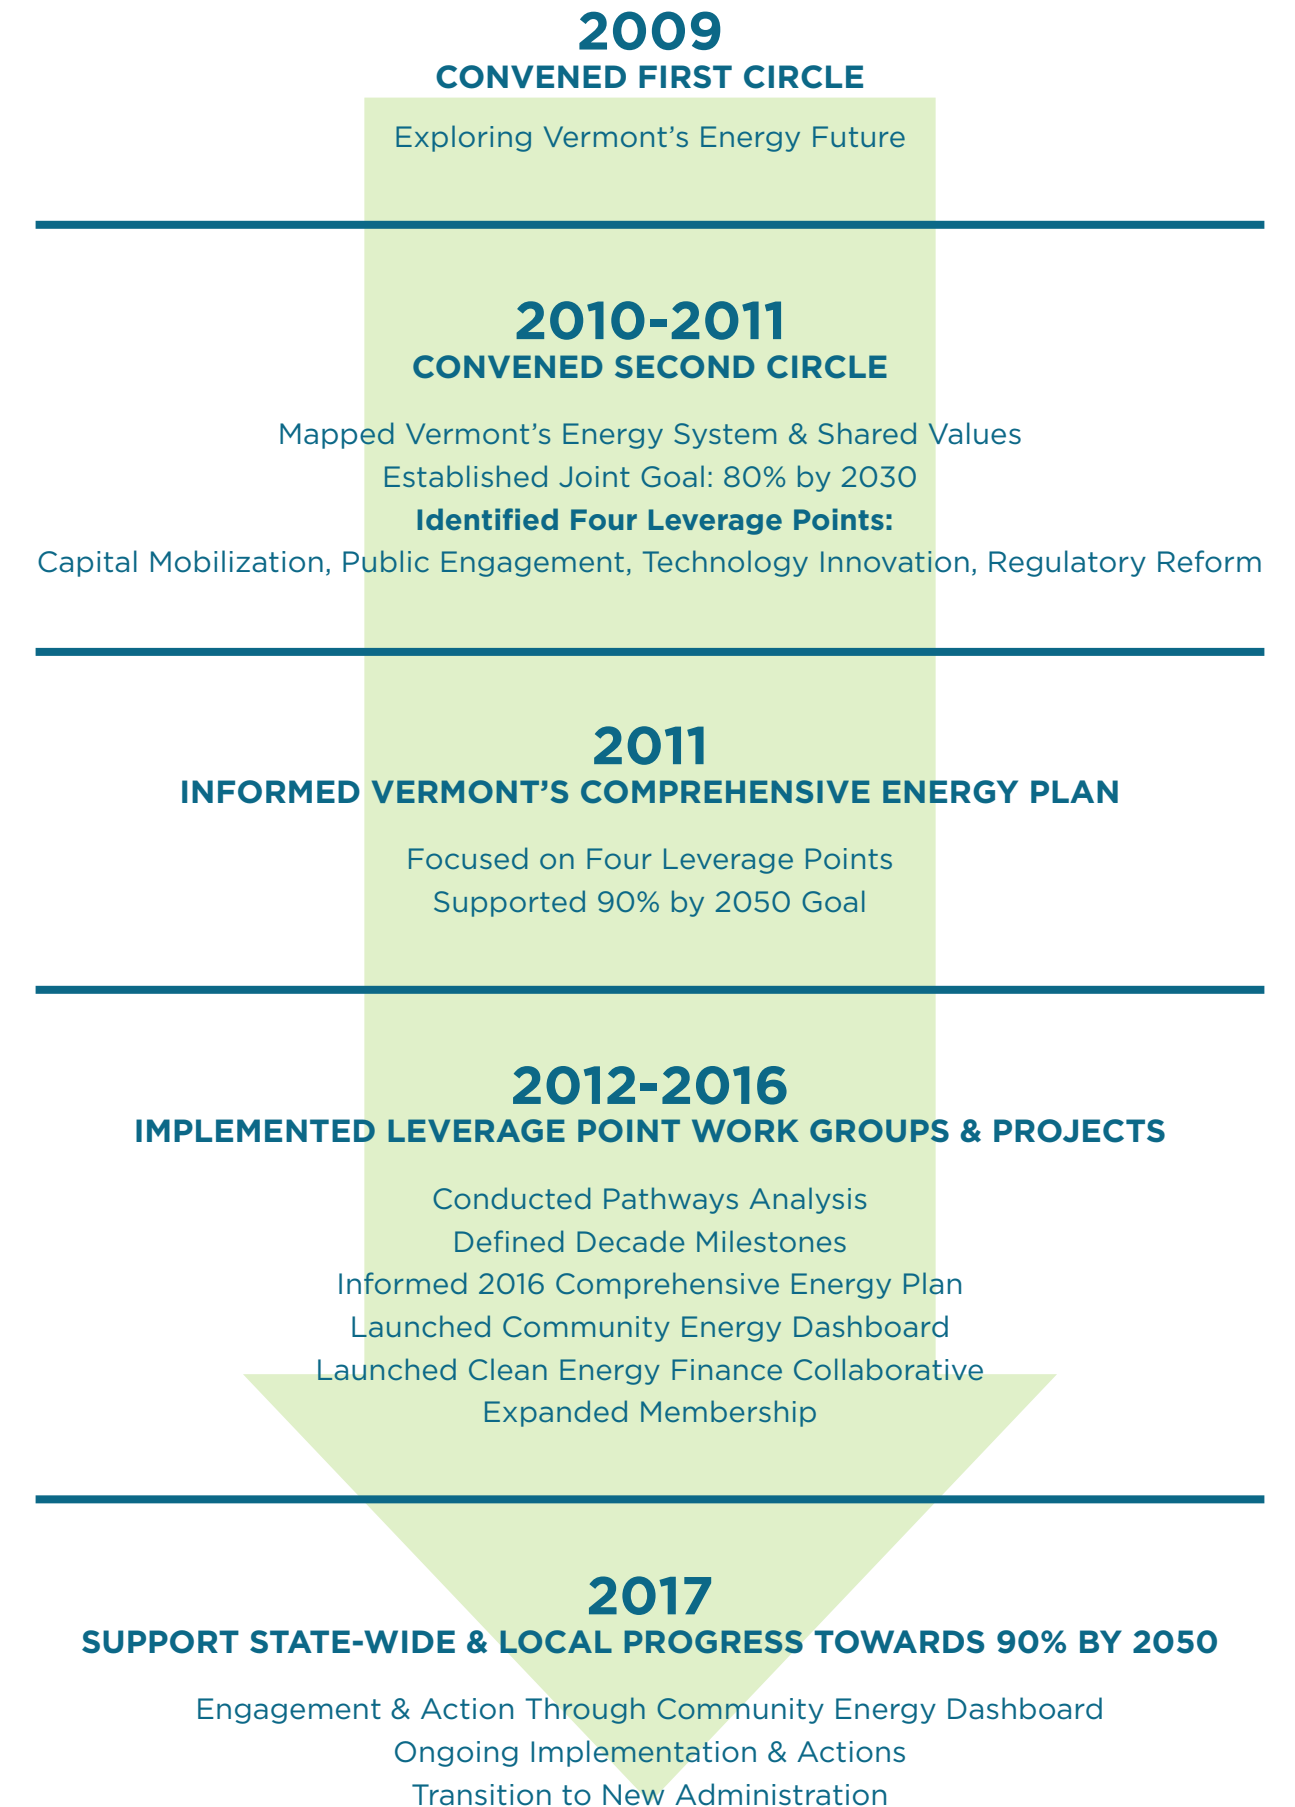 2009
CONVENED FIRST CIRCLE
Exploring Vermont’s Energy Future
2010-2011
CONVENED SECOND CIRCLE
Mapped Vermont’s Energy System & Shared Values
Established Joint Goal: 80% by 2030
Identified Four Leverage Points:
Capital Mobilization, Public Engagement, Technology Innovation, Regulatory Reform
2011
INFORMED VERMONT’S COMPREHENSIVE ENERGY PLAN
Focused on Four Leverage Points
Supported 90% by 2050 Goal
2012-2016
IMPLEMENTED LEVERAGE POINT WORK GROUPS & PROJECTS
Conducted Pathways Analysis
Defined Decade Milestones
Informed 2016 Comprehensive Energy Plan
Launched Community Energy Dashboard
Launched Clean Energy Finance Collaborative
Expanded Membership
2017
SUPPORT STATE-WIDE & LOCAL PROGRESS TOWARDS 90% BY 2050
Engagement & Action Through Community Energy Dashboard
Ongoing Implementation & Actions
Transition to New Administration